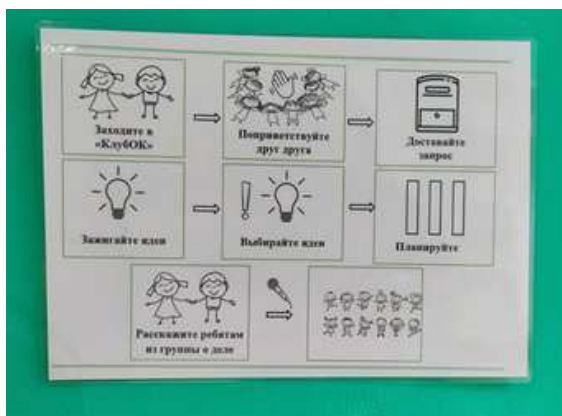 Заходите в
«КлубОК»
Поприветствуйте
друг друга
Доставайте
запрос
Зажигайте идеи
!
Выбирайте идеи
Планируйте
Расскажите ребятам
из группы о деле